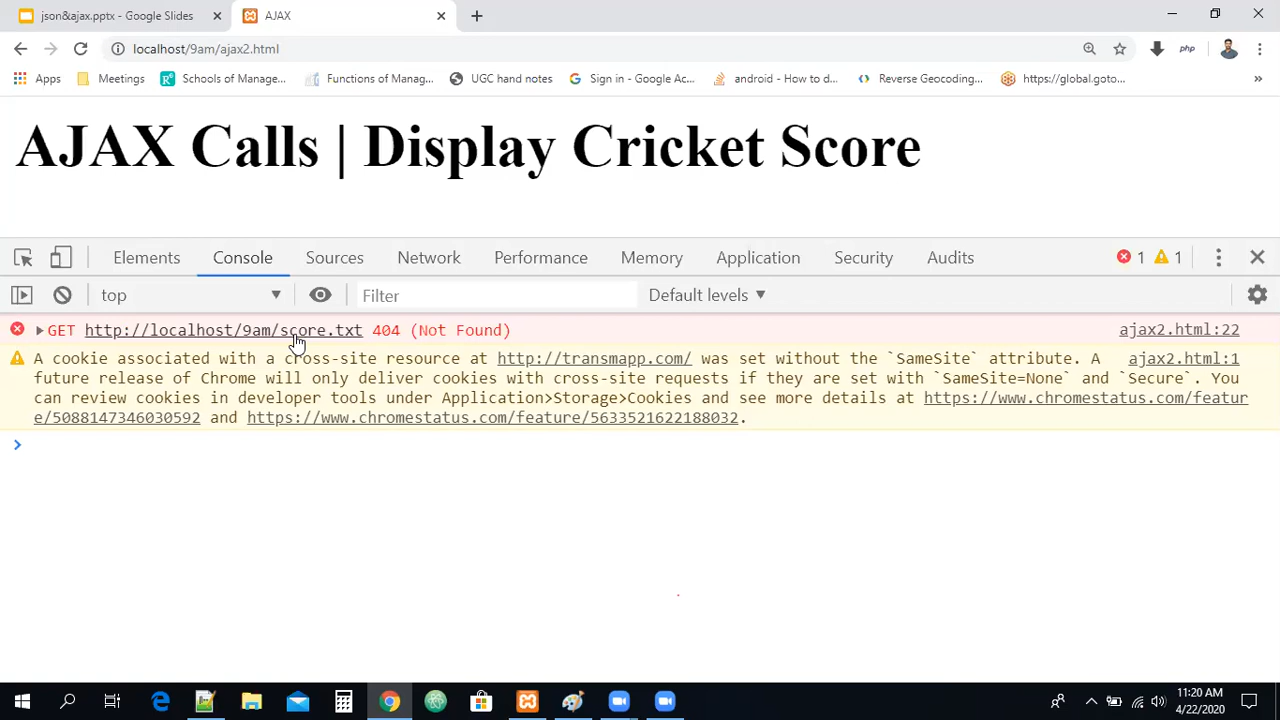 json&ajax.pptx - Google Slides
AJAX
localhost/9am/ajax2.html
php
Apps
Meetings
Schools of Manage...
Functions of Manag...
UGC hand notes
Sign in - Google Ac...
android - How to d...
Reverse Geocoding...
https://global.goto...
»
AJAX Calls | Display Cricket Score
Elements
Console
Sources
Network
Performance
Memory
Application
Security
Audits
1
1
top
Filter
Default levels
GET http://localhost/9am/score.txt 404 (Not Found)
ajax2.html:22
A cookie associated with a cross-site resource at http://transmapp.com/ was set without the `SameSite` attribute. A
ajax2.html:1
future release of Chrome will only deliver cookies with cross-site requests if they are set with `SameSite=None` and `Secure`. You
can review cookies in developer tools under Application>Storage>Cookies and see more details at https://www.chromestatus.com/featur
e/5088147346030592 and https://www.chromestatus.com/feature/5633521622188032.
11:20 AM
4/22/2020